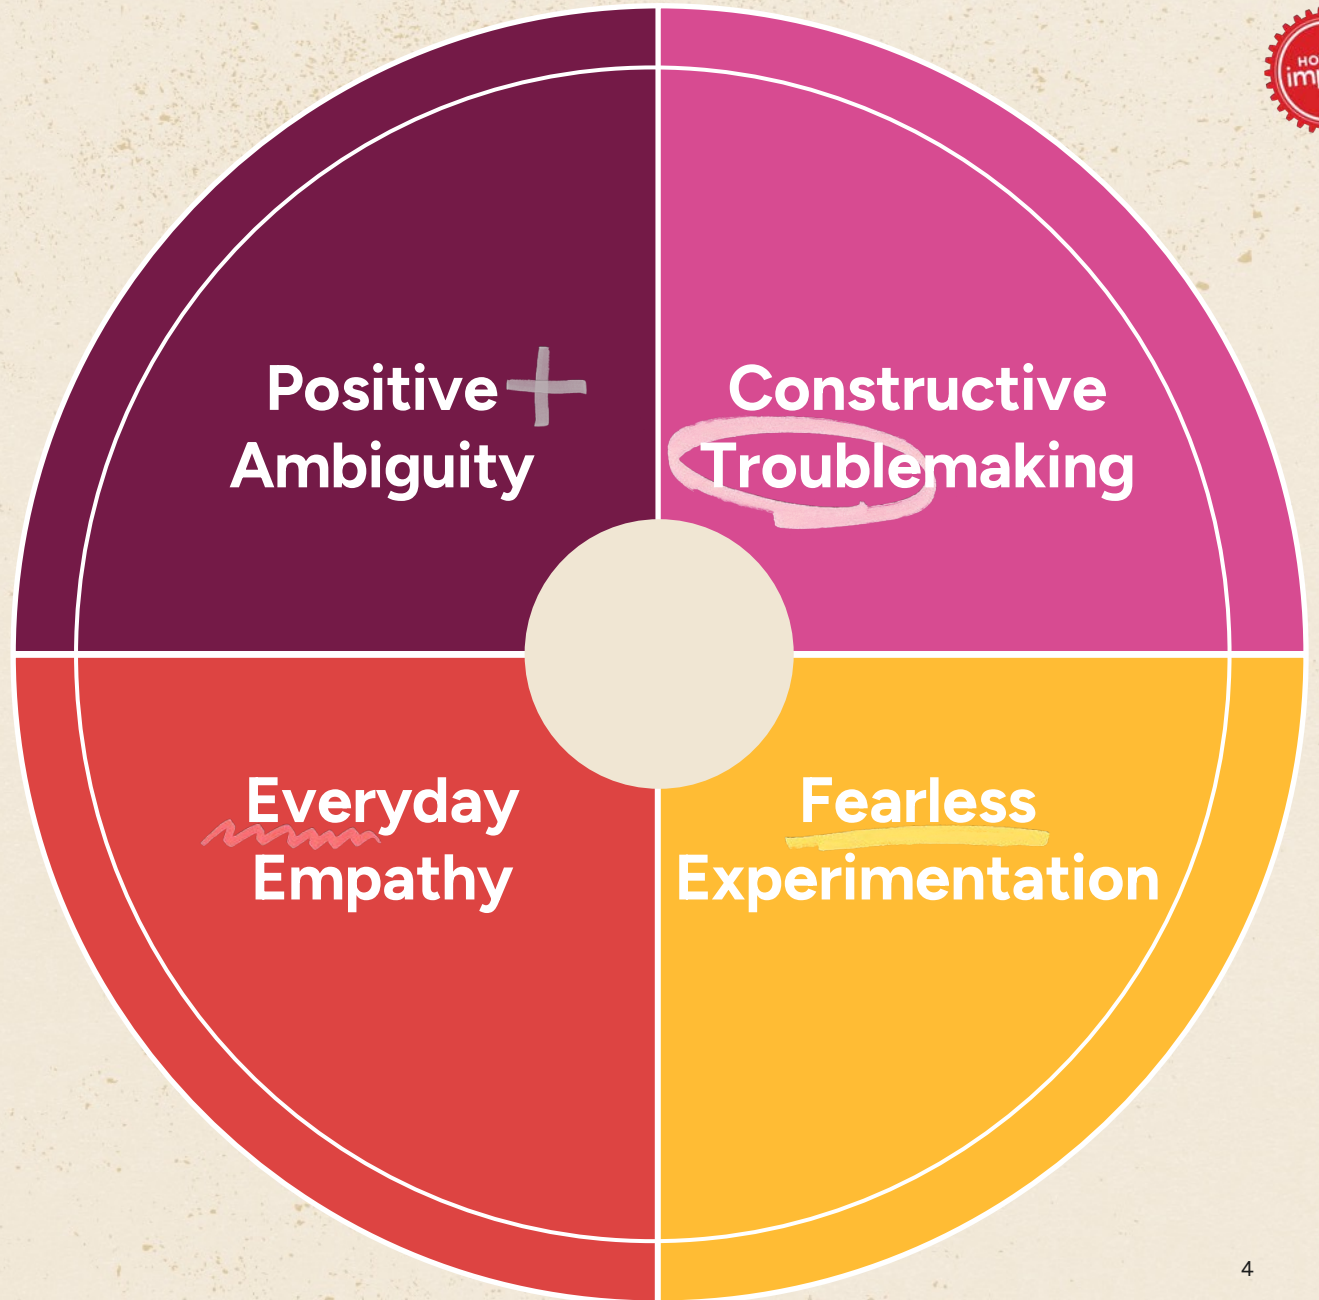 Positive
Ambiguity
Constructive
Troublemaking
Everyday
Empathy
Fearless
Experimentation
4